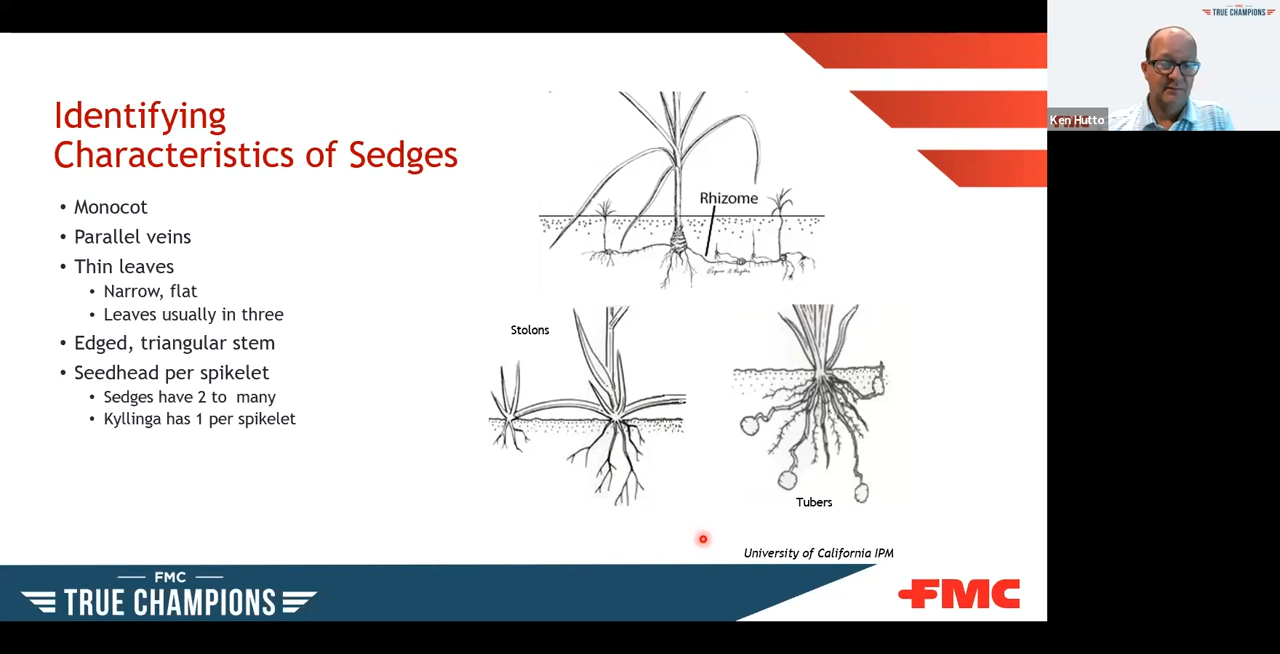 Identifying
Characteristics of Sedges
• Monocot
• Parallel veins
• Thin leaves
• Narrow, flat
• Leaves usually in three
• Edged, triangular stem
• Seedhead per spikelet
• Sedges have 2 to many
• Kyllinga has 1 per spikelet
Rhizome
Stolons
Tubers
University of California IPM
FMC
TRUE CHAMPIONS
FMC
FMC
TRUE CHAMPIONS
Ken Hutto